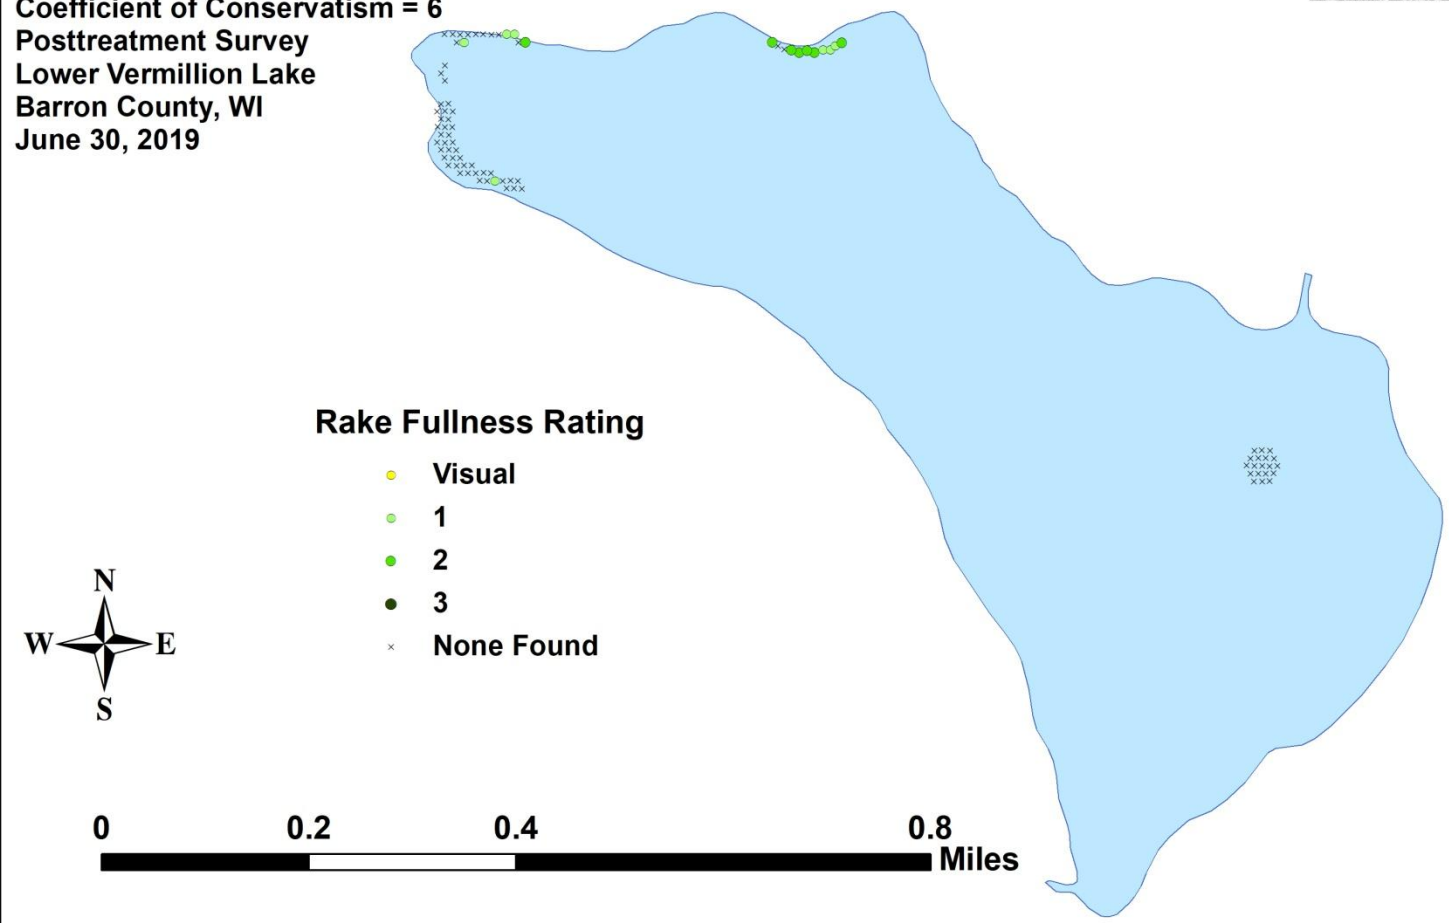 Coefficient of Conservatism = 6
Posttreatment Survey
Lower Vermillion Lake
Barron County, WI
June 30, 2019
Rake Fullness Rating
Visual
1
2
3
None Found
N
W E
S
0 0.2 0.4 0.8
Miles